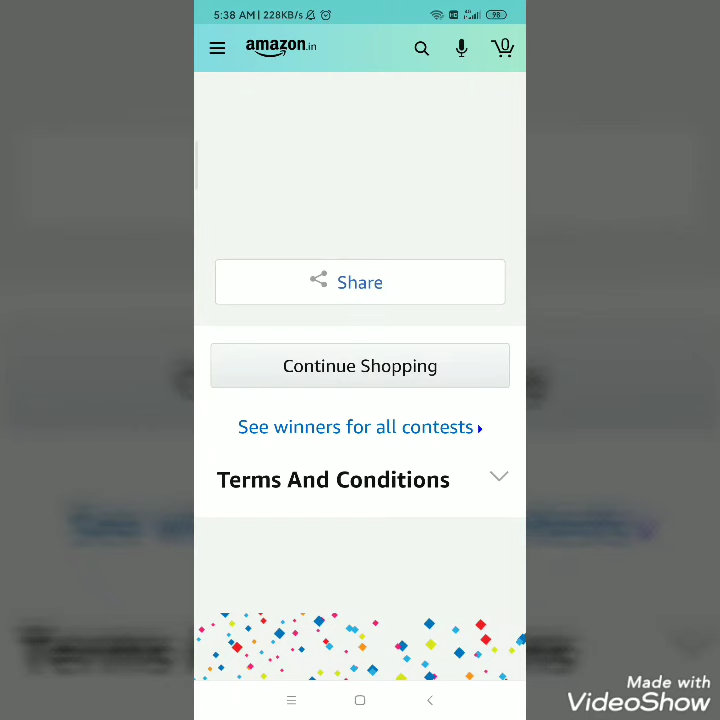 5:38 AM | 228KB/s
4G
98
amazon.in
0
Share
Continue Shopping
See winners for all contests
Terms And Conditions
Made with
VideoShow